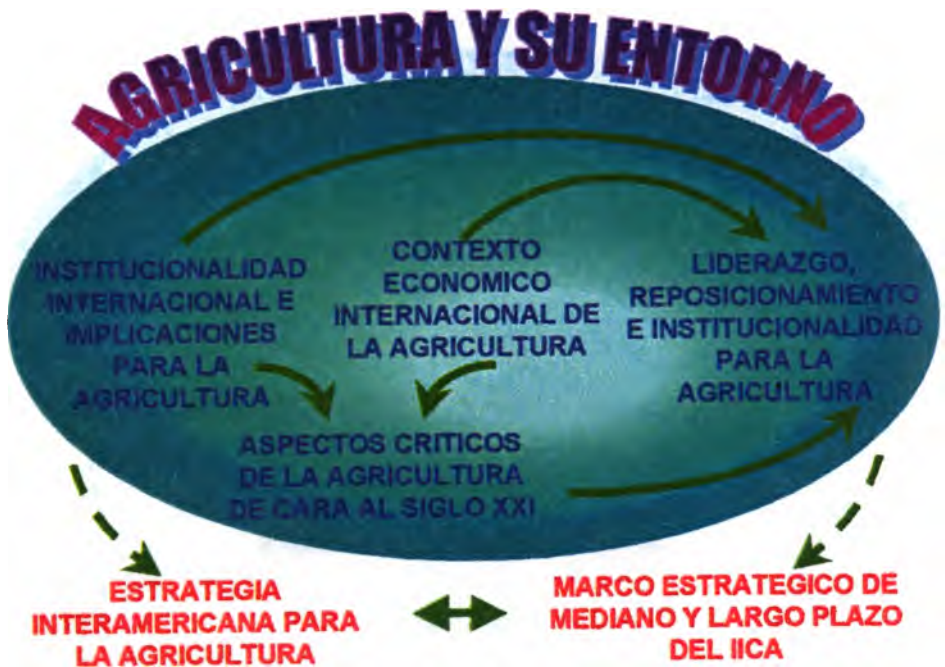 AGRICULTURA Y SU ENTORNO
INSTITUCIONALIDAD
INTERNACIONAL E
IMPLICACIONES
PARA LA
AGRICULTURA
CONTEXTO
ECONOMICO
INTERNACIONAL DE
LA AGRICULTURA
LIDERAZGO,
REPOSICIONAMIENTO
E INSTITUCIONALIDAD
PARA LA
AGRICULTURA
ASPECTOS CRITICOS
DE LA AGRICULTURA
DE CARA AL SIGLO XXI
ESTRATEGIA
INTERAMERICANA PARA
LA AGRICULTURA
MARCO ESTRATEGICO DE
MEDIANO Y LARGO PLAZO
DEL IICA